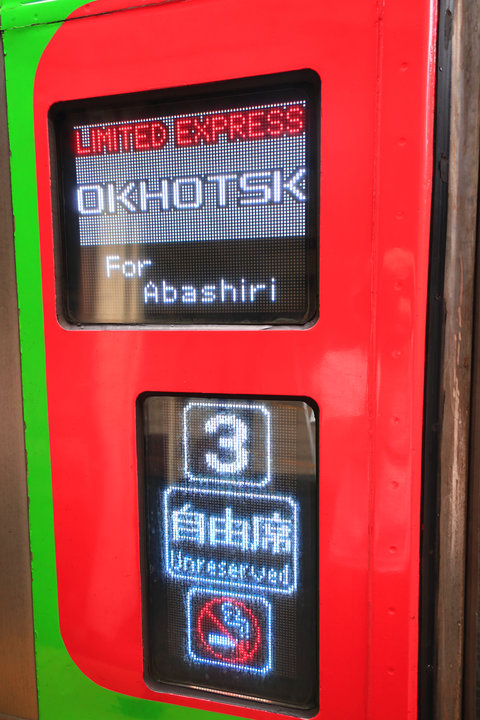 LIMITED EXPRESS
OKHOTSK
For
Abashiri
3
自由席
Unreserved